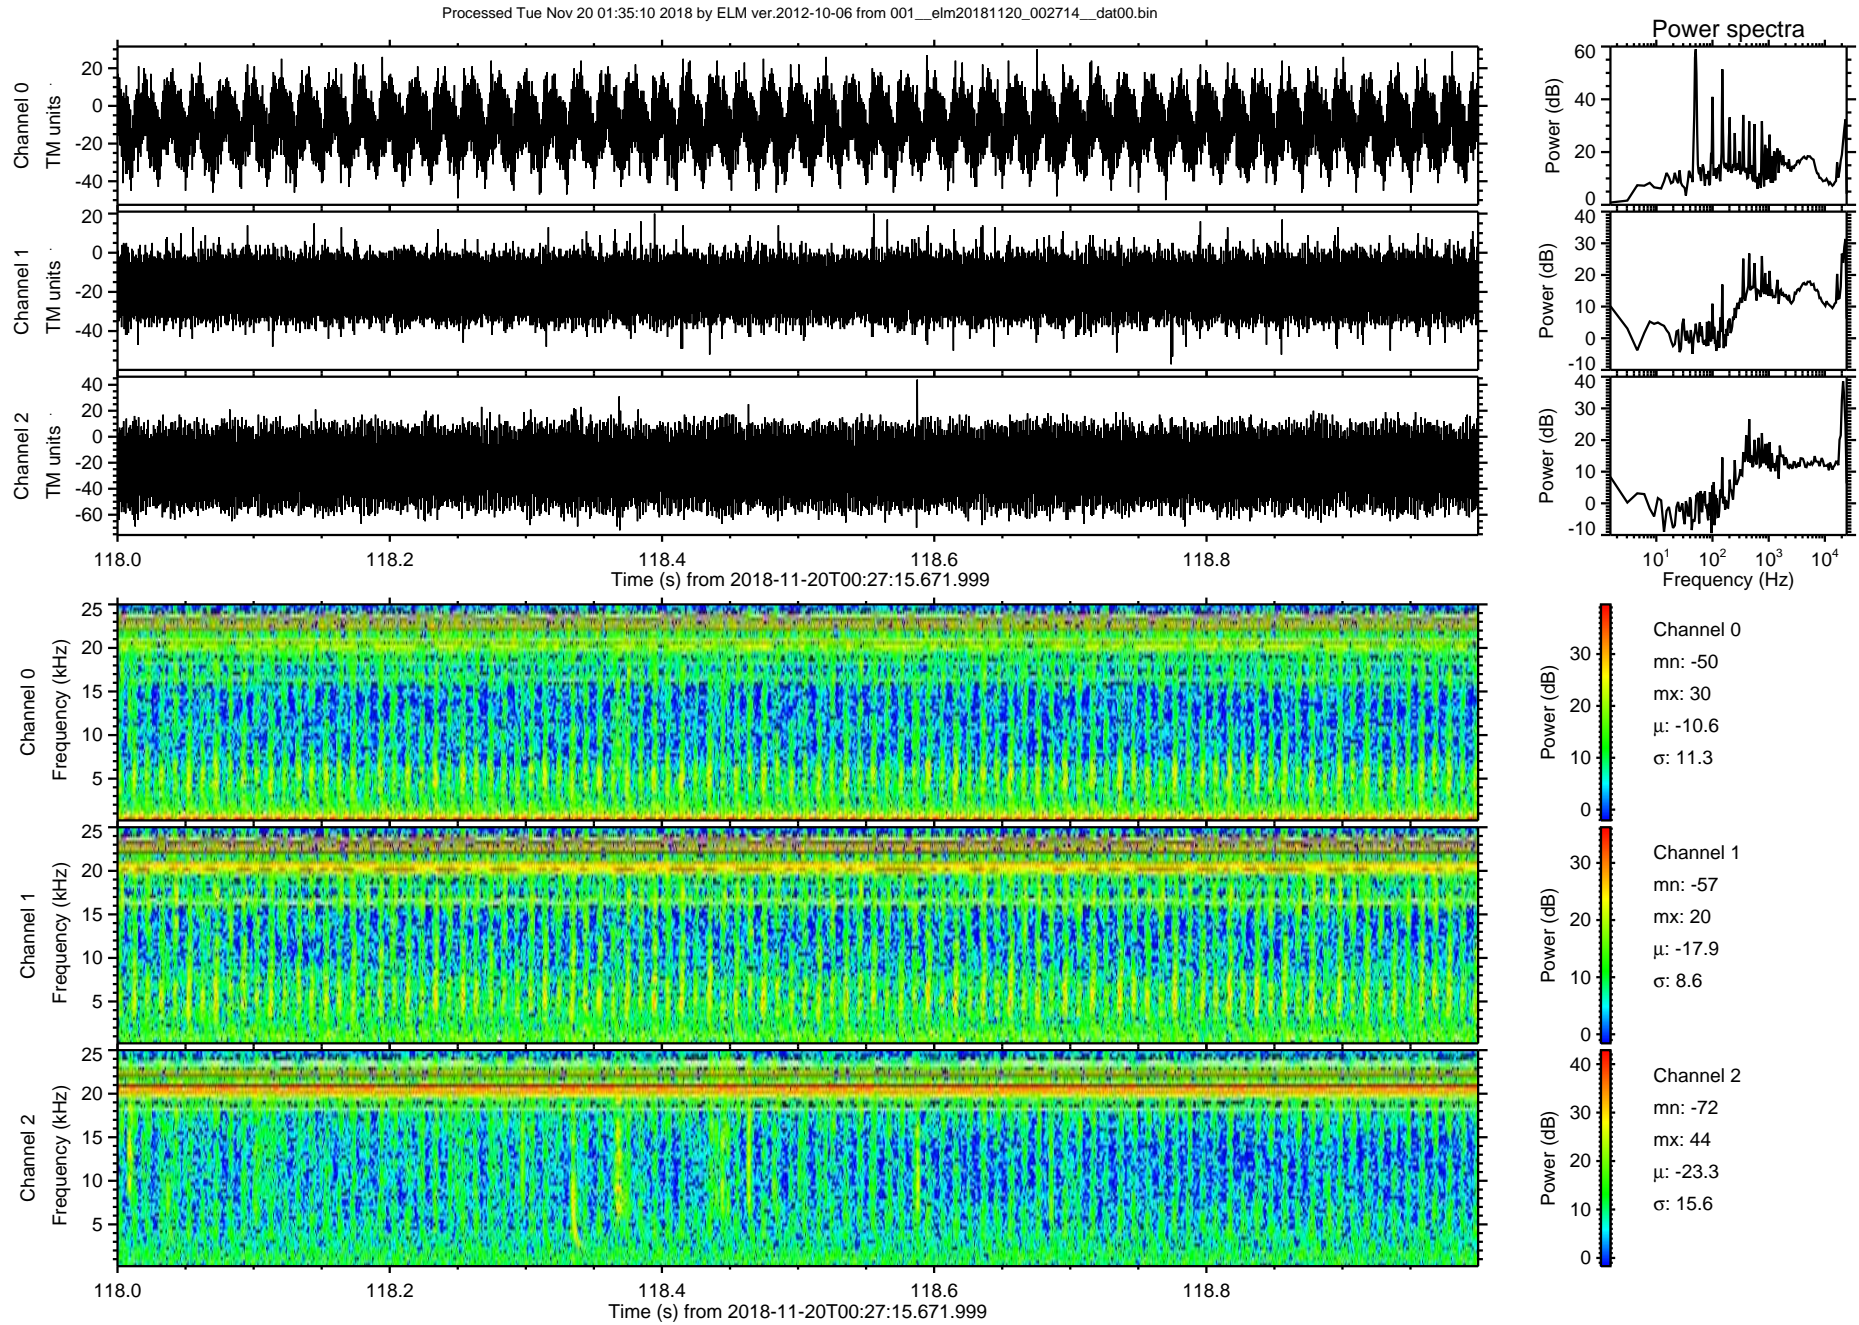 Processed Tue Nov 20 01:35:10 2018 by ELM ver.2012-10-06 from 001__elm20181120_002714__dat00.bin
Power spectra
Channel 0
TM units
20
0
-20
-40
Power (dB)
60
40
20
0
Channel 1
TM units
20
0
-20
-40
Power (dB)
40
30
20
10
0
-10
Channel 2
TM units
40
20
0
-20
-40
-60
Power (dB)
40
30
20
10
0
-10
118.0 118.2 118.4 118.6 118.8
Time (s) from 2018-11-20T00:27:15.671.999
10¹ 10² 10³ 10⁴
Frequency (Hz)
Channel 0
Frequency (kHz)
25
20
15
10
5
Power (dB)
30
20
10
0
Channel 0
mn: -50
mx: 30
μ: -10.6
σ: 11.3
Channel 1
Frequency (kHz)
25
20
15
10
5
Power (dB)
30
20
10
0
Channel 1
mn: -57
mx: 20
μ: -17.9
σ: 8.6
Channel 2
Frequency (kHz)
25
20
15
10
5
Power (dB)
40
30
20
10
0
Channel 2
mn: -72
mx: 44
μ: -23.3
σ: 15.6
118.0 118.2 118.4 118.6 118.8
Time (s) from 2018-11-20T00:27:15.671.999